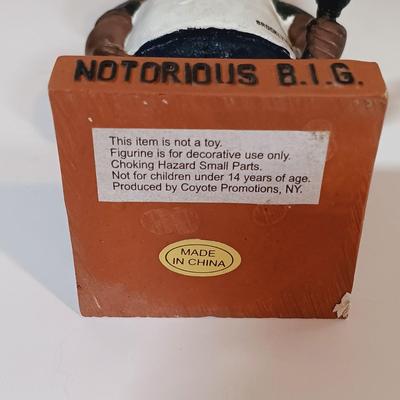 BROOKLYN
NOTORIOUS B.I.G.
This item is not a toy.
Figurine is for decorative use only.
Choking Hazard Small Parts.
Not for children under 14 years of age.
Produced by Coyote Promotions, NY.
MADE
IN CHINA